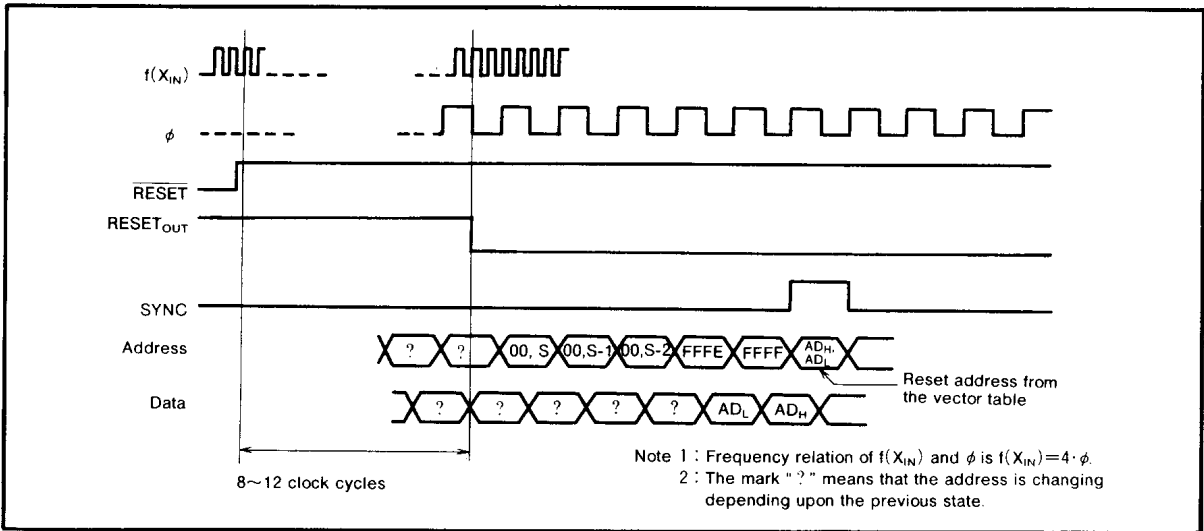 f(XIN)
φ
RESET
RESETOUT
SYNC
Address
? ? 00, S 00,S-1 00,S-2 FFFE FFFF ADH, ADL
Reset address from
the vector table
Data
? ? ? ? ? ADL ADH
8~12 clock cycles
Note 1 : Frequency relation of f(XIN) and φ is f(XIN)=4·φ.
2 : The mark "?" means that the address is changing
depending upon the previous state.